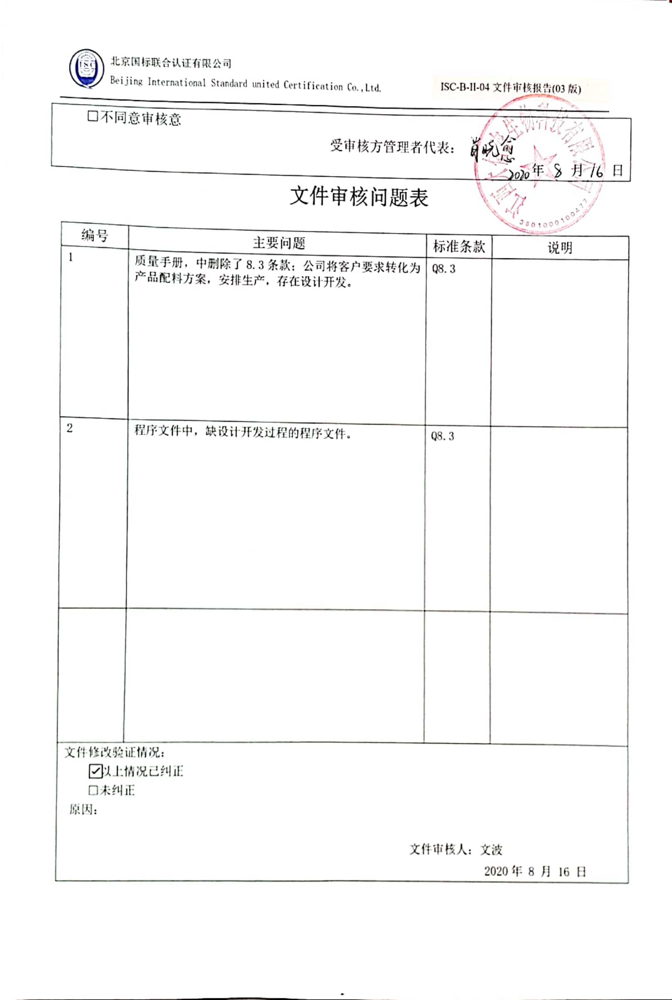 ISC
北京国标联合认证有限公司
Beijing International Standard united Certification Co.,Ltd.
ISC-B-II-04 文件审核报告(03 版)
□不同意审核意
受审核方管理者代表： 肖晓愈
2020 年 8 月 16 日
文件审核问题表
编号 主要问题 标准条款 说明
1 质量手册，中删除了 8.3 条款；公司将客户要求转化为 Q8.3
产品配料方案，安排生产，存在设计开发。
2 程序文件中，缺设计开发过程的程序文件。 Q8.3
文件修改验证情况：
☑以上情况已纠正
□未纠正
原因：
文件审核人：文波
2020 年 8 月 16 日